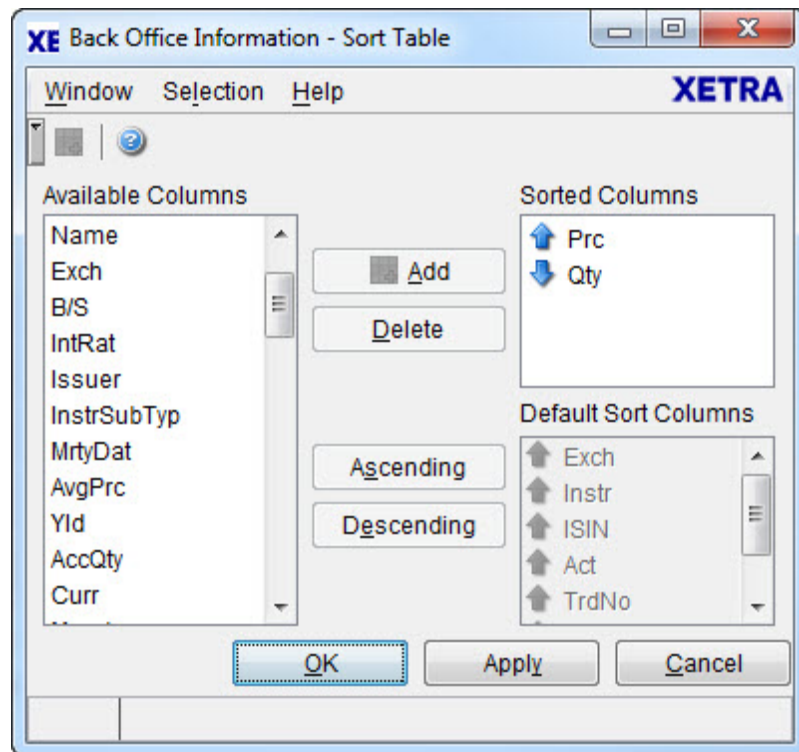 XE Back Office Information - Sort Table
Window Selection Help XETRA
Available Columns
Name
Exch
B/S
IntRat
Issuer
InstrSubTyp
MrtyDat
AvgPrc
Yld
AccQty
Curr
Add
Delete
Ascending
Descending
Sorted Columns
Prc
Qty
Default Sort Columns
Exch
Instr
ISIN
Act
TrdNo
OK Apply Cancel